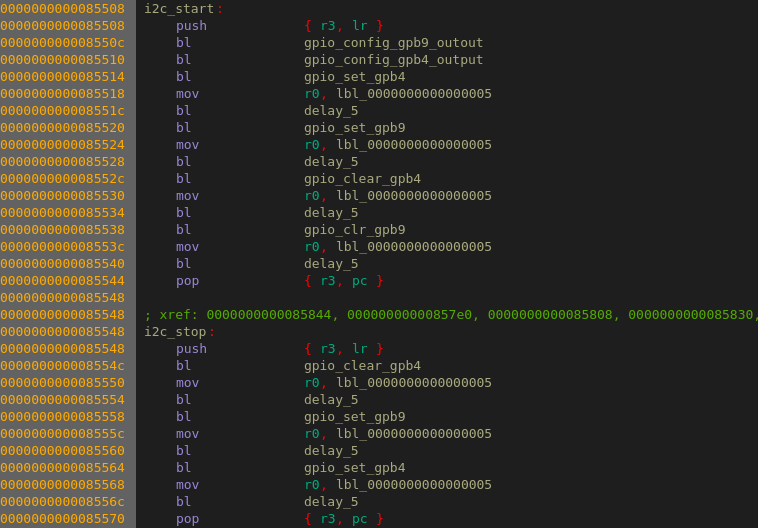 0000000000085508 i2c_start:
0000000000085508 push { r3, lr }
000000000008550c bl gpio_config_gpb9_outout
0000000000085510 bl gpio_config_gpb4_output
0000000000085514 bl gpio_set_gpb4
0000000000085518 mov r0, lbl_0000000000000005
000000000008551c bl delay_5
0000000000085520 bl gpio_set_gpb9
0000000000085524 mov r0, lbl_0000000000000005
0000000000085528 bl delay_5
000000000008552c bl gpio_clear_gpb4
0000000000085530 mov r0, lbl_0000000000000005
0000000000085534 bl delay_5
0000000000085538 bl gpio_clr_gpb9
000000000008553c mov r0, lbl_0000000000000005
0000000000085540 bl delay_5
0000000000085544 pop { r3, pc }
0000000000085548
0000000000085548 ; xref: 0000000000085844, 00000000000857e0, 0000000000085808, 0000000000085830,
0000000000085548 i2c_stop:
0000000000085548 push { r3, lr }
000000000008554c bl gpio_clear_gpb4
0000000000085550 mov r0, lbl_0000000000000005
0000000000085554 bl delay_5
0000000000085558 bl gpio_set_gpb9
000000000008555c mov r0, lbl_0000000000000005
0000000000085560 bl delay_5
0000000000085564 bl gpio_set_gpb4
0000000000085568 mov r0, lbl_0000000000000005
000000000008556c bl delay_5
0000000000085570 pop { r3, pc }